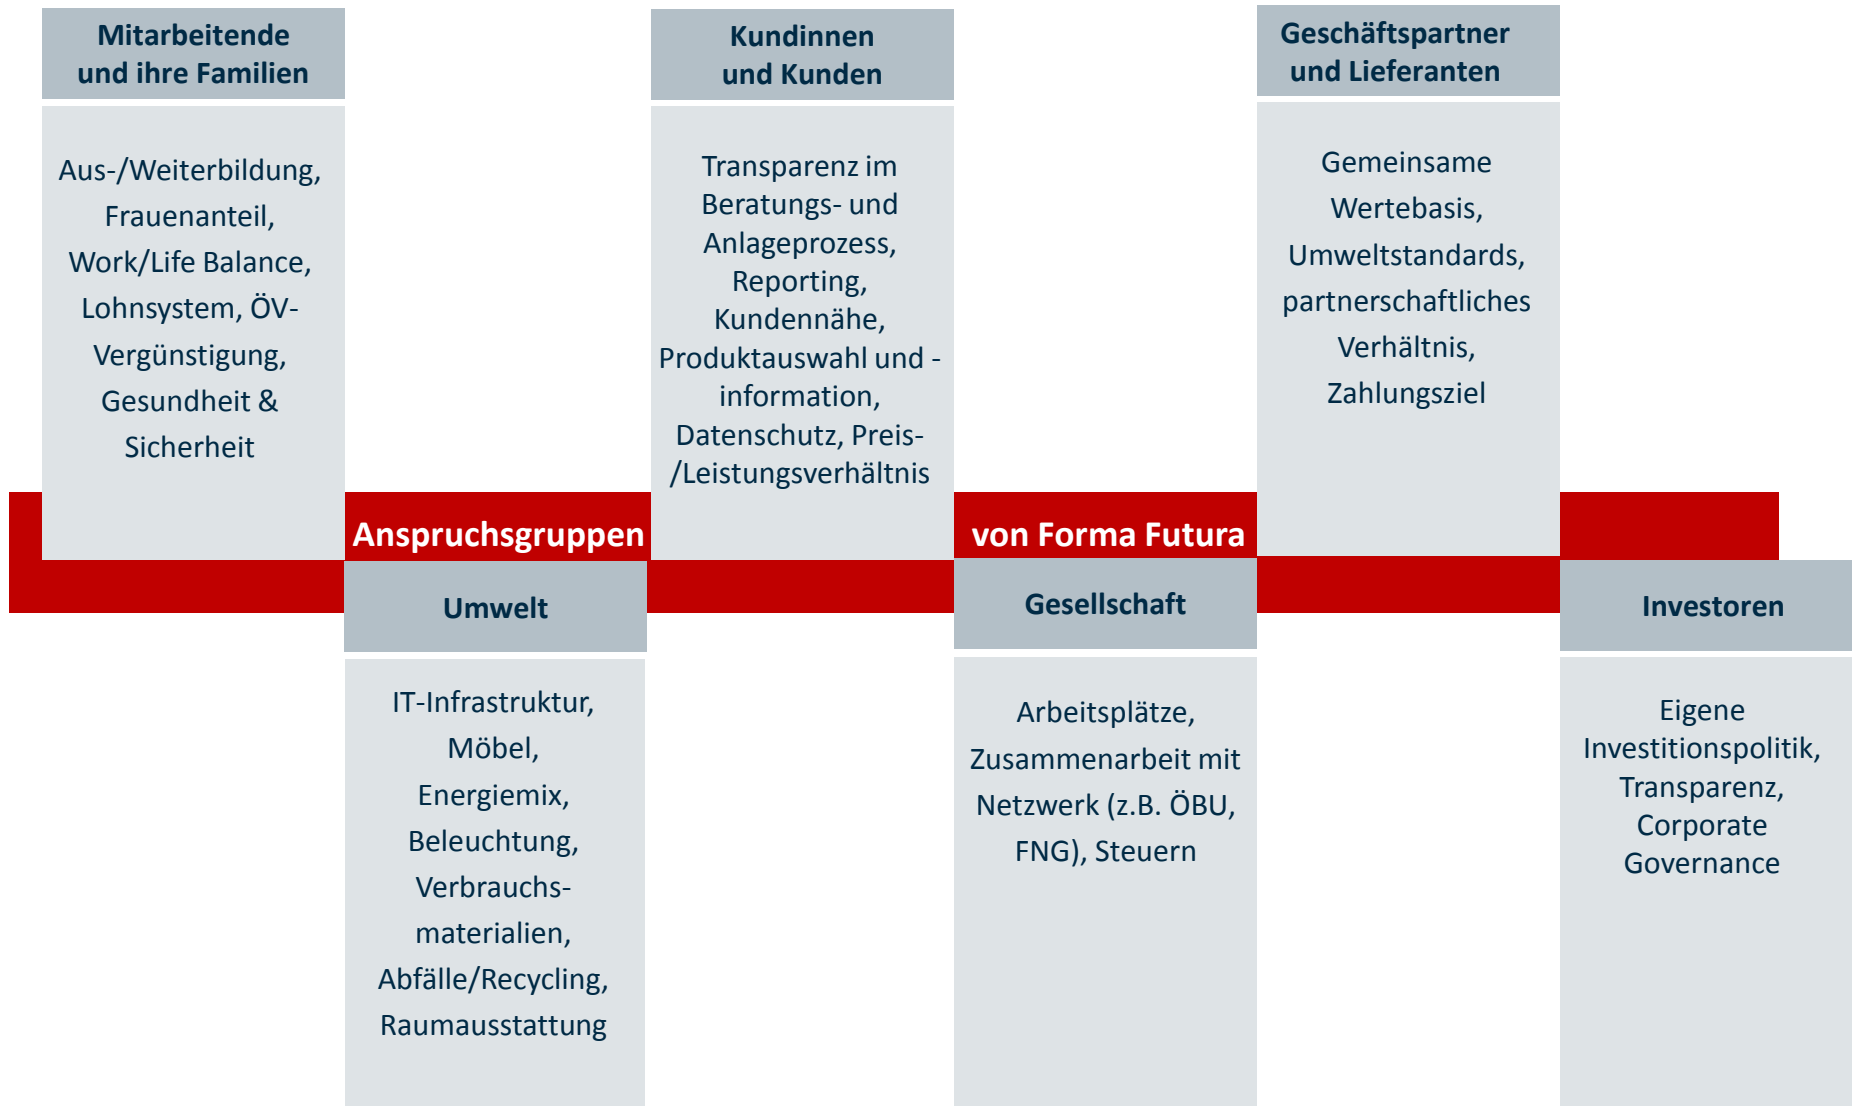 Mitarbeitende
und ihre Familien
Aus-/Weiterbildung,
Frauenanteil,
Work/Life Balance,
Lohnsystem, ÖV-
Vergünstigung,
Gesundheit &
Sicherheit
Kundinnen
und Kunden
Transparenz im
Beratungs- und
Anlageprozess,
Reporting,
Kundennähe,
Produktauswahl und -
information,
Datenschutz, Preis-
/Leistungsverhältnis
Geschäftspartner
und Lieferanten
Gemeinsame
Wertebasis,
Umweltstandards,
partnerschaftliches
Verhältnis,
Zahlungsziel
Anspruchsgruppen von Forma Futura
Umwelt
IT-Infrastruktur,
Möbel,
Energiemix,
Beleuchtung,
Verbrauchs-
materialien,
Abfälle/Recycling,
Raumausstattung
Gesellschaft
Arbeitsplätze,
Zusammenarbeit mit
Netzwerk (z.B. ÖBU,
FNG), Steuern
Investoren
Eigene
Investitionspolitik,
Transparenz,
Corporate
Governance